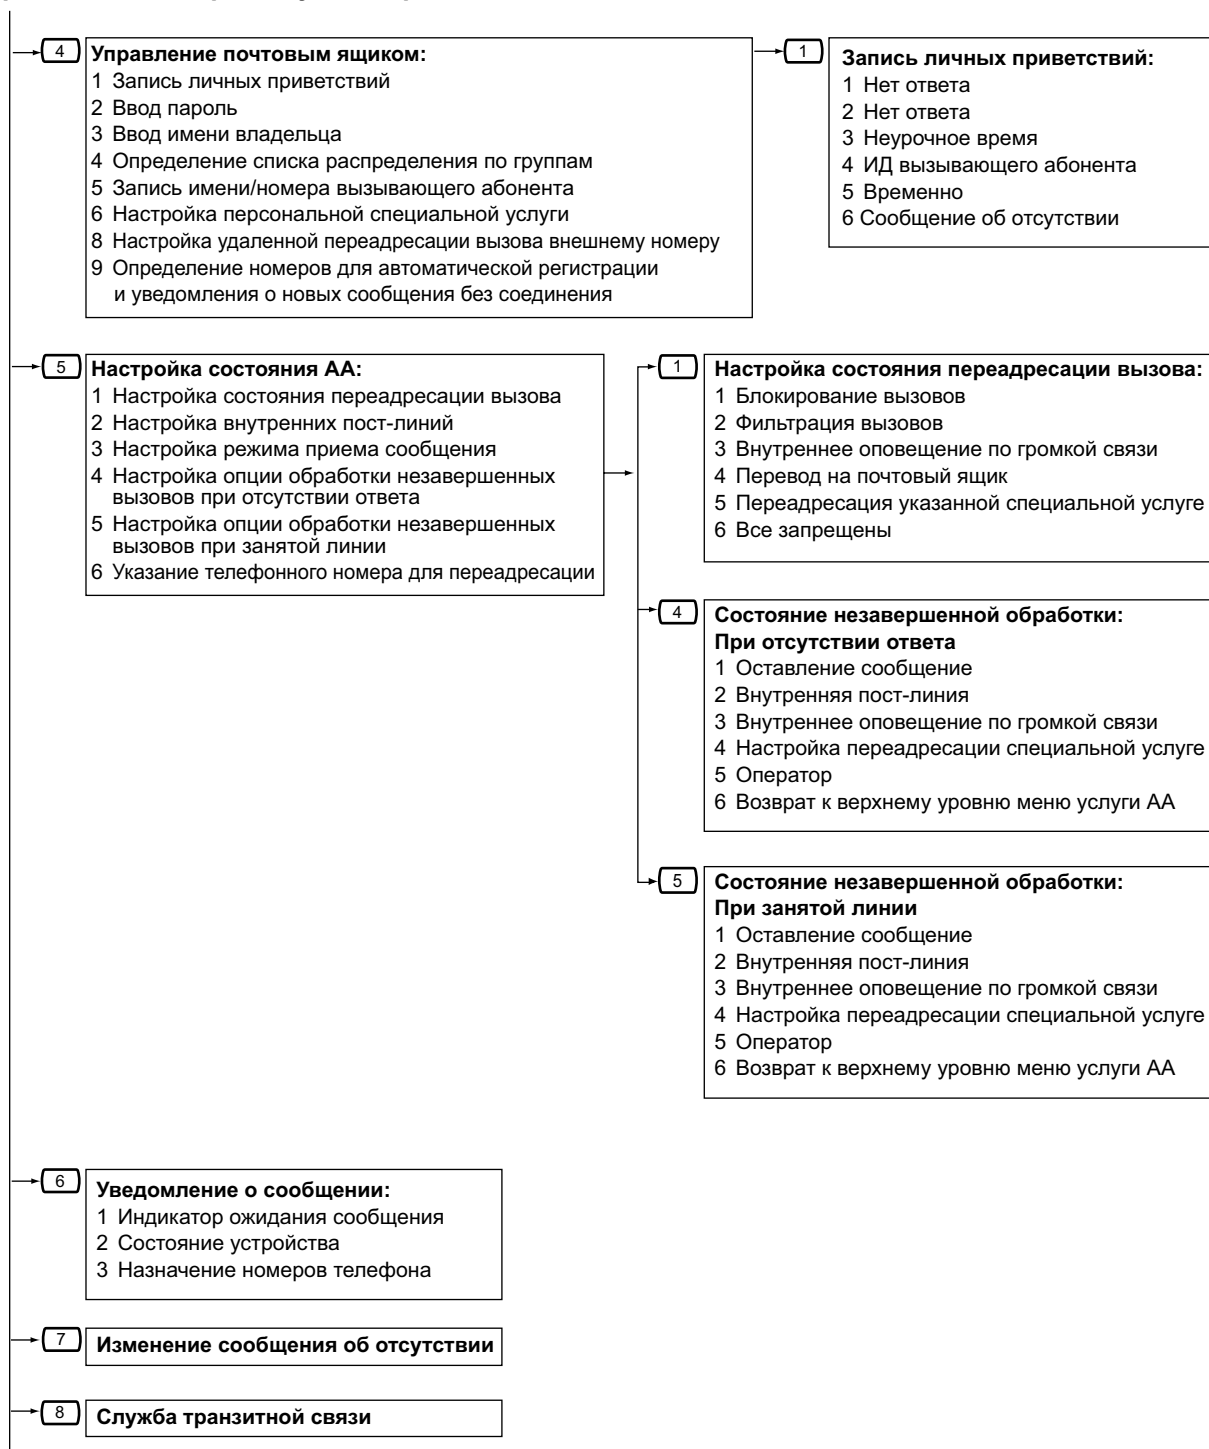 4
Управление почтовым ящиком:
1 Запись личных приветствий
2 Ввод пароль
3 Ввод имени владельца
4 Определение списка распределения по группам
5 Запись имени/номера вызывающего абонента
6 Настройка персональной специальной услуги
8 Настройка удаленной переадресации вызова внешнему номеру
9 Определение номеров для автоматической регистрации
и уведомления о новых сообщения без соединения
1
Запись личных приветствий:
1 Нет ответа
2 Нет ответа
3 Неурочное время
4 ИД вызывающего абонента
5 Временно
6 Сообщение об отсутствии
5
Настройка состояния АА:
1 Настройка состояния переадресации вызова
2 Настройка внутренних пост-линий
3 Настройка режима приема сообщения
4 Настройка опции обработки незавершенных
вызовов при отсутствии ответа
5 Настройка опции обработки незавершенных
вызовов при занятой линии
6 Указание телефонного номера для переадресации
1
Настройка состояния переадресации вызова:
1 Блокирование вызовов
2 Фильтрация вызовов
3 Внутреннее оповещение по громкой связи
4 Перевод на почтовый ящик
5 Переадресация указанной специальной услуге
6 Все запрещены
4
Состояние незавершенной обработки:
При отсутствии ответа
1 Оставление сообщение
2 Внутренняя пост-линия
3 Внутреннее оповещение по громкой связи
4 Настройка переадресации специальной услуге
5 Оператор
6 Возврат к верхнему уровню меню услуги АА
5
Состояние незавершенной обработки:
При занятой линии
1 Оставление сообщение
2 Внутренняя пост-линия
3 Внутреннее оповещение по громкой связи
4 Настройка переадресации специальной услуге
5 Оператор
6 Возврат к верхнему уровню меню услуги АА
6
Уведомление о сообщении:
1 Индикатор ожидания сообщения
2 Состояние устройства
3 Назначение номеров телефона
7
Изменение сообщения об отсутствии
8
Служба транзитной связи